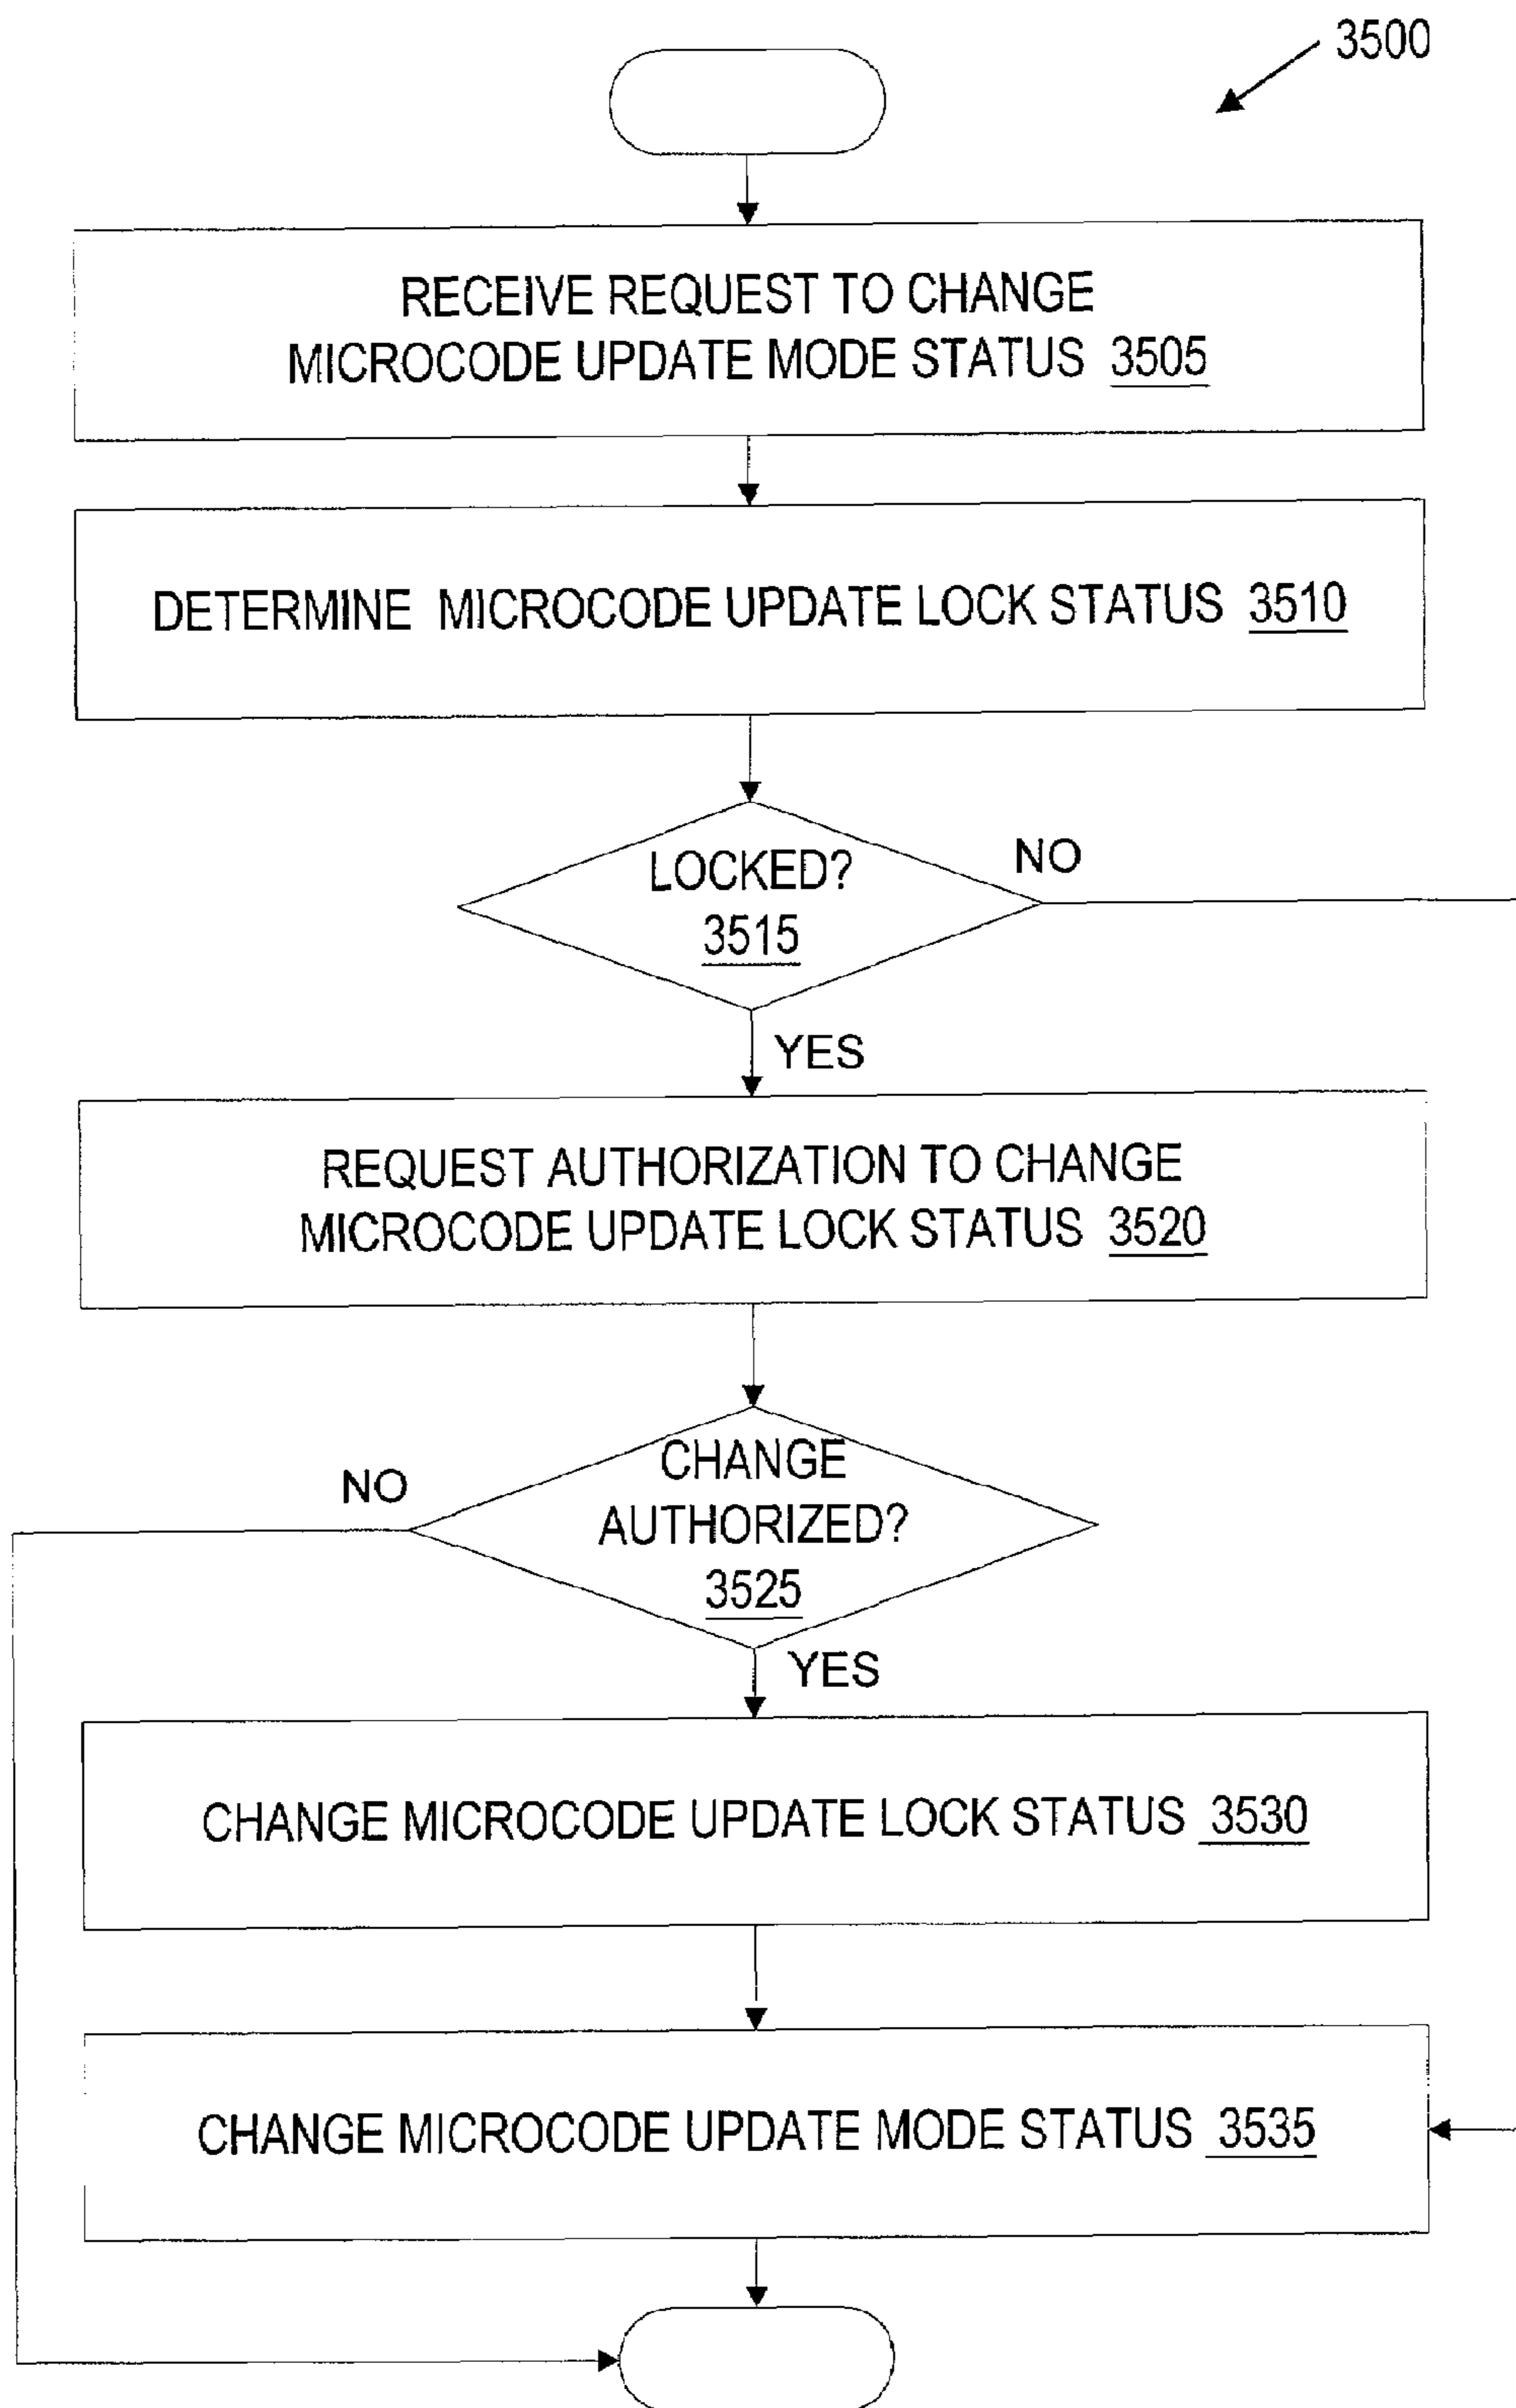 3500
RECEIVE REQUEST TO CHANGE
MICROCODE UPDATE MODE STATUS 3505
DETERMINE MICROCODE UPDATE LOCK STATUS 3510
LOCKED?
3515
NO
YES
REQUEST AUTHORIZATION TO CHANGE
MICROCODE UPDATE LOCK STATUS 3520
CHANGE
AUTHORIZED?
3525
NO
YES
CHANGE MICROCODE UPDATE LOCK STATUS 3530
CHANGE MICROCODE UPDATE MODE STATUS 3535